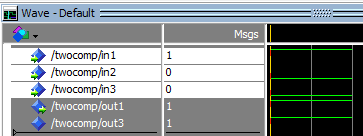 Wave - Default
Msgs
/twocomp/in1 1
/twocomp/in2 0
/twocomp/in3 0
/twocomp/out1 1
/twocomp/out3 1